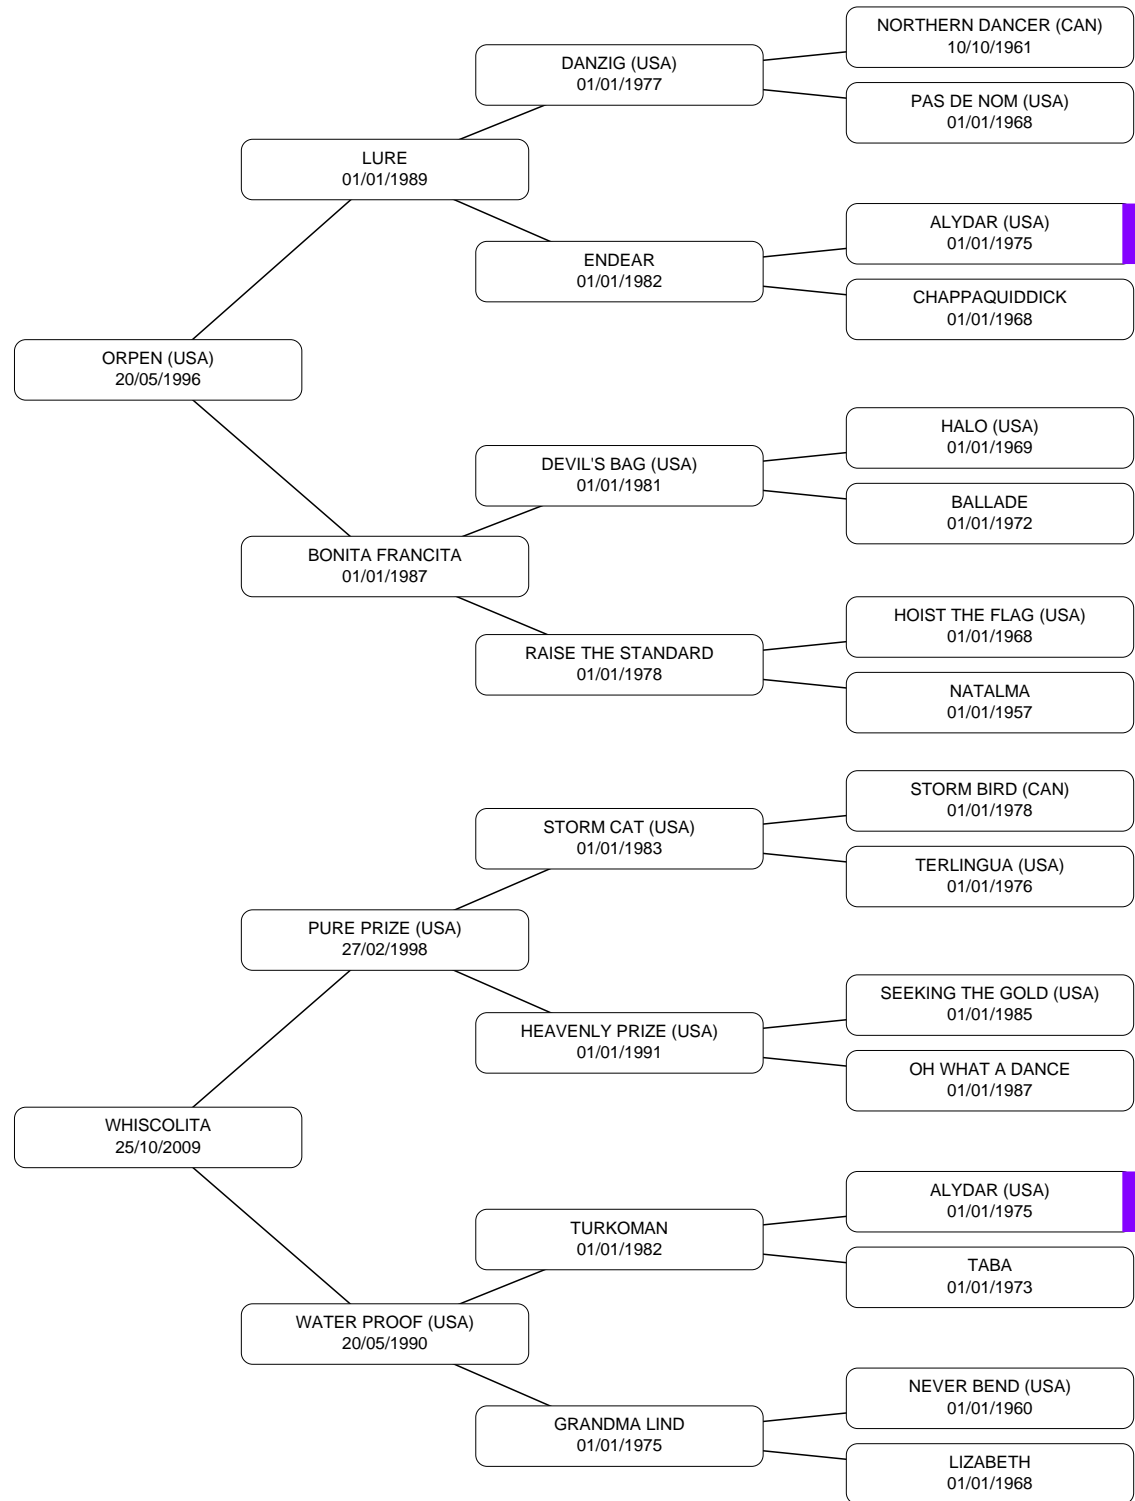 NORTHERN DANCER (CAN)
10/10/1961
DANZIG (USA)
01/01/1977
PAS DE NOM (USA)
01/01/1968
LURE
01/01/1989
ALYDAR (USA)
01/01/1975
ENDEAR
01/01/1982
CHAPPAQUIDDICK
01/01/1968
ORPEN (USA)
20/05/1996
HALO (USA)
01/01/1969
DEVIL'S BAG (USA)
01/01/1981
BALLADE
01/01/1972
BONITA FRANCITA
01/01/1987
HOIST THE FLAG (USA)
01/01/1968
RAISE THE STANDARD
01/01/1978
NATALMA
01/01/1957
STORM BIRD (CAN)
01/01/1978
STORM CAT (USA)
01/01/1983
TERLINGUA (USA)
01/01/1976
PURE PRIZE (USA)
27/02/1998
SEEKING THE GOLD (USA)
01/01/1985
HEAVENLY PRIZE (USA)
01/01/1991
OH WHAT A DANCE
01/01/1987
WHISCOLITA
25/10/2009
ALYDAR (USA)
01/01/1975
TURKOMAN
01/01/1982
TABA
01/01/1973
WATER PROOF (USA)
20/05/1990
NEVER BEND (USA)
01/01/1960
GRANDMA LIND
01/01/1975
LIZABETH
01/01/1968